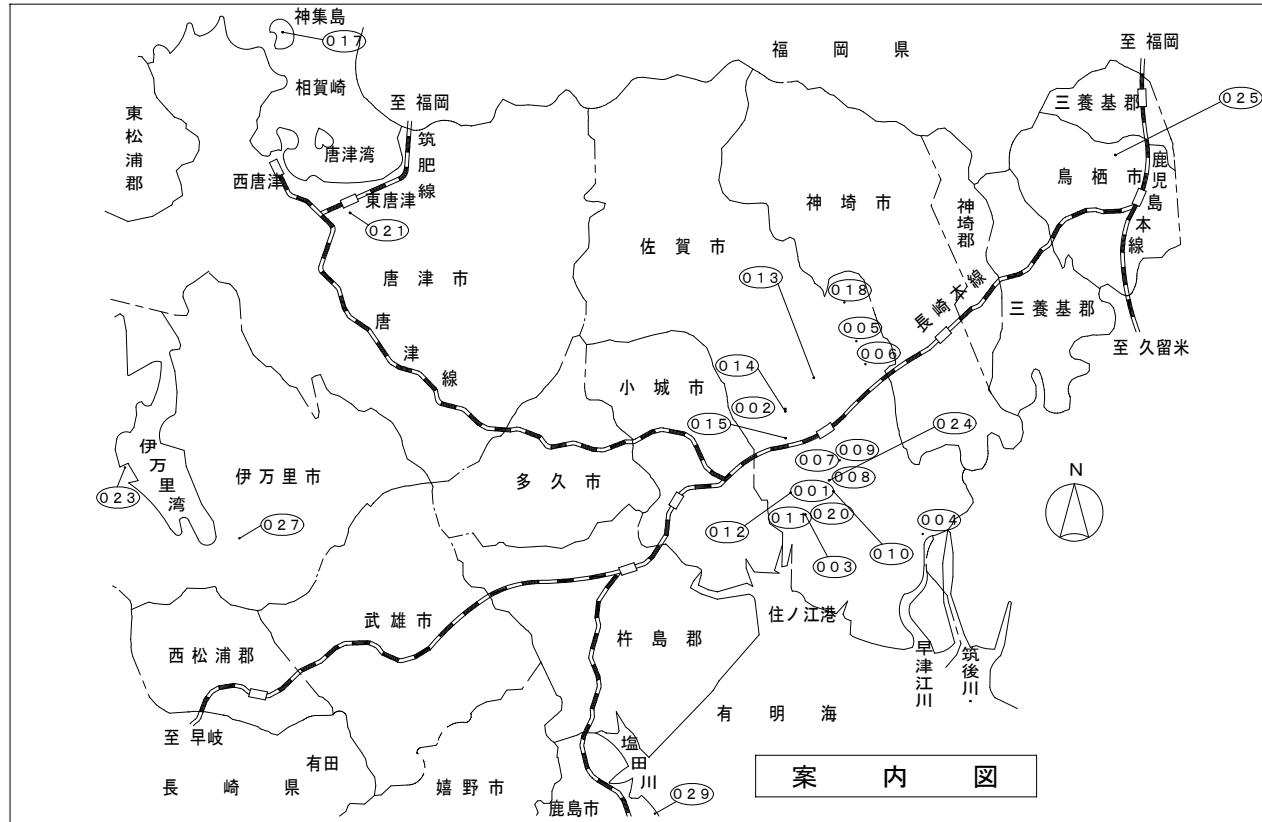 神集島
017
相賀崎
至 福岡
東松浦郡
唐津湾
筑肥線
西唐津
東唐津
021
唐津市
唐津線
福岡県
至 福岡
三養基郡
025
鳥栖市
鹿児島本線
神埼市
神埼郡
佐賀市
013
018
長崎本線
005
006
三養基郡
至 久留米
014
小城市
002
015
024
009
007
008
001
伊万里湾
伊万里市
023
多久市
027
012
011
020
004
010
003
N
住ノ江港
武雄市
杵島郡
西松浦郡
早津江川
筑後川
有明海
至 早岐
有田
塩田川
長崎県
嬉野市
鹿島市
029
案内図